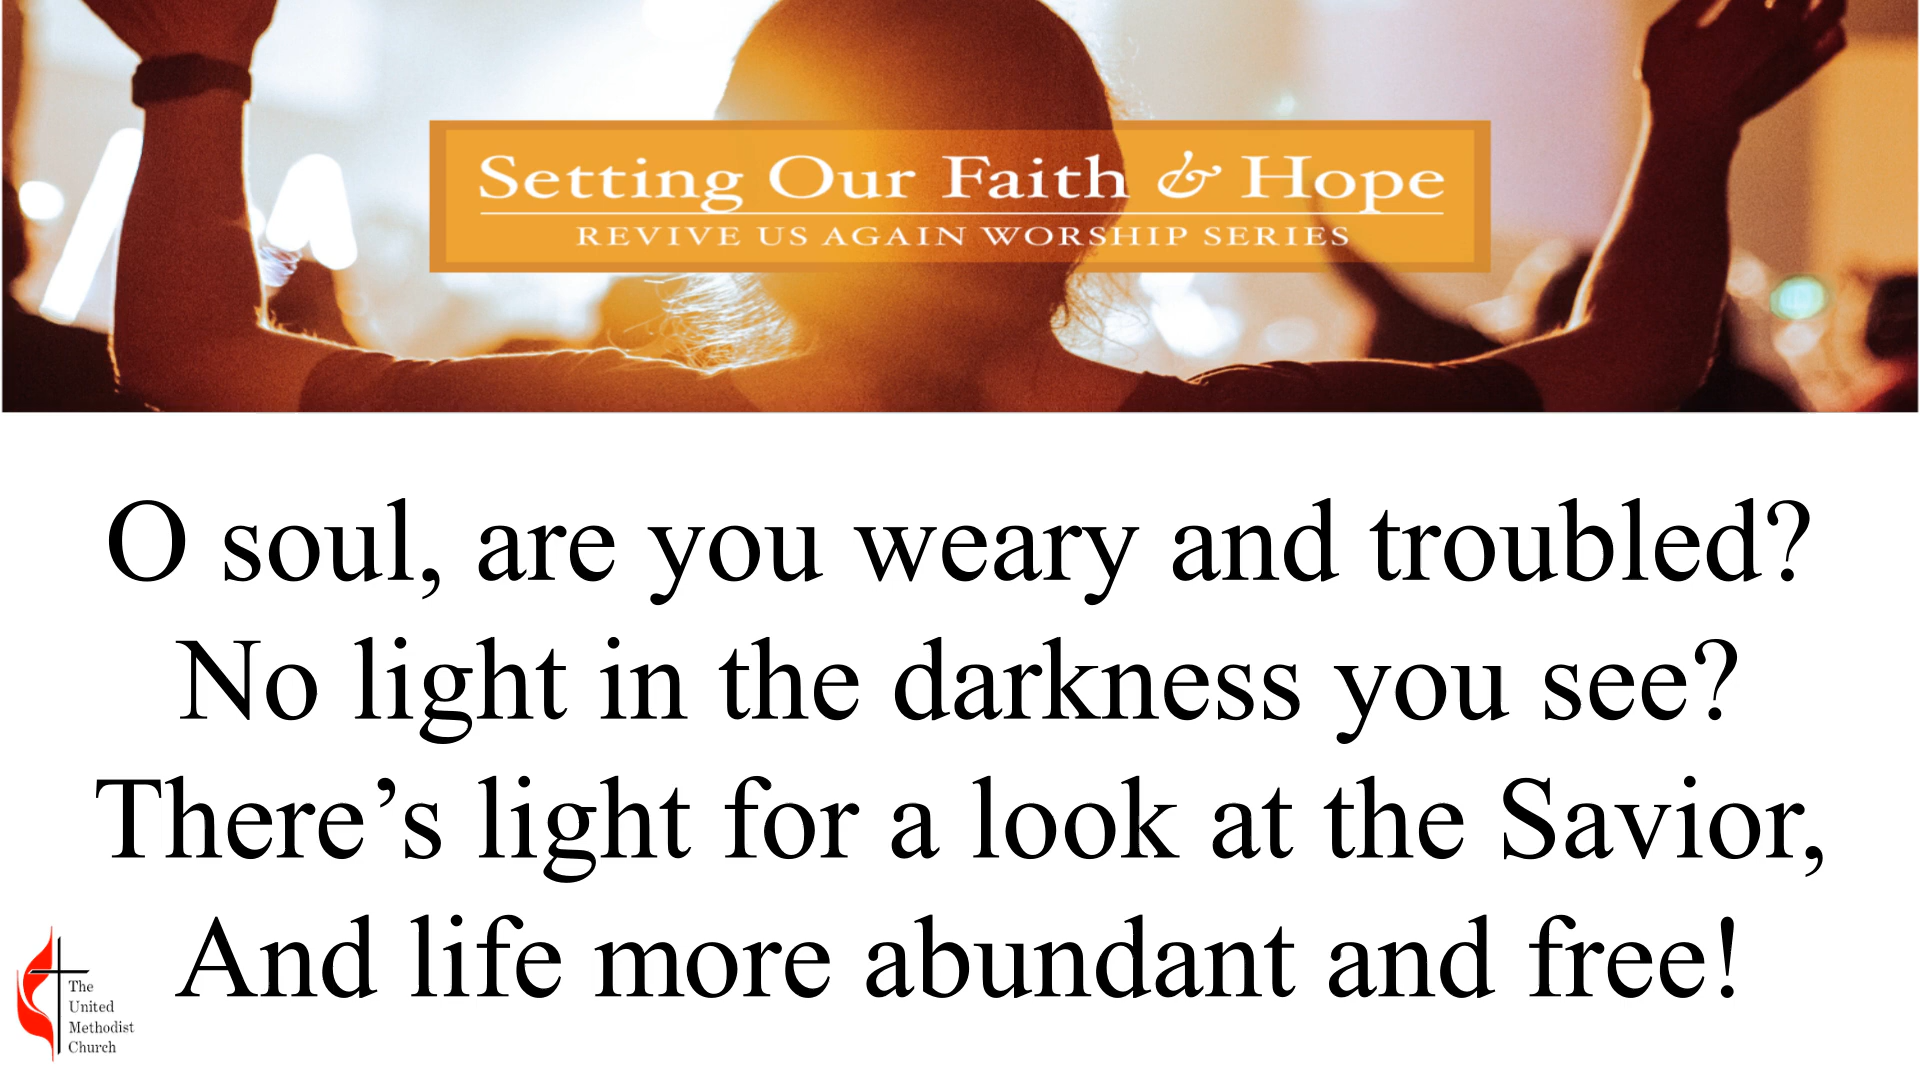 Setting Our Faith & Hope
REVIVE US AGAIN WORSHIP SERIES
O soul, are you weary and troubled?
No light in the darkness you see?
There’s light for a look at the Savior,
And life more abundant and free!
The
United
Methodist
Church